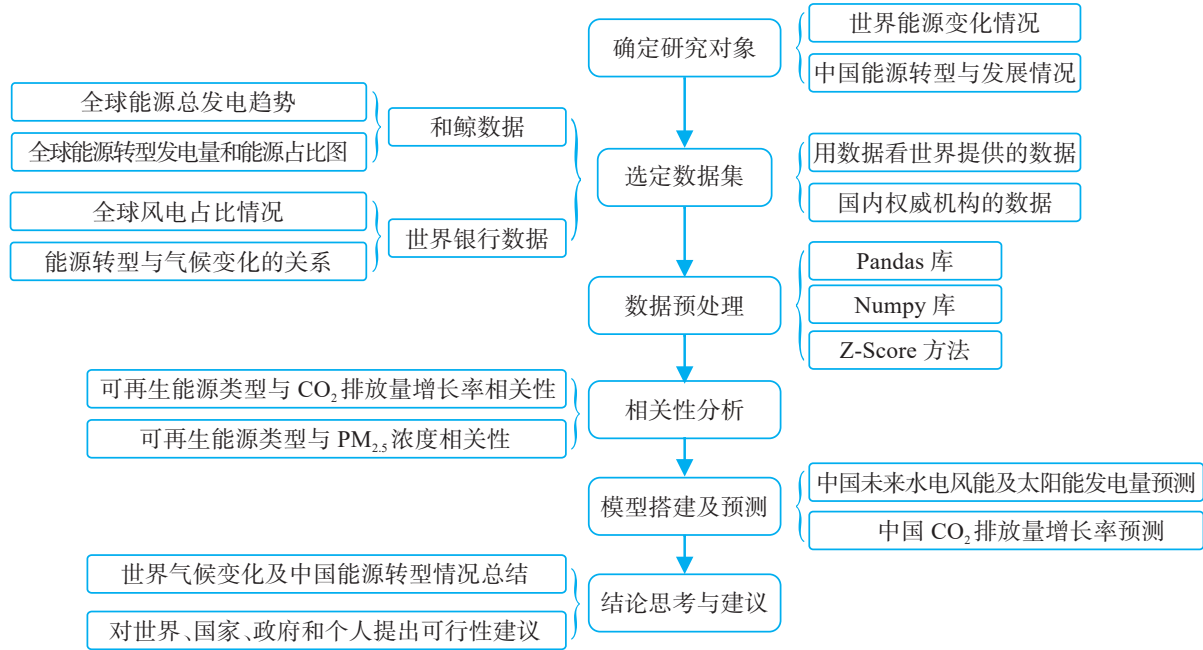 确定研究对象
世界能源变化情况
中国能源转型与发展情况
全球能源总发电趋势
全球能源转型发电量和能源占比图
和鲸数据
全球风电占比情况
能源转型与气候变化的关系
世界银行数据
选定数据集
用数据看世界提供的数据
国内权威机构的数据
数据预处理
Pandas 库
Numpy 库
Z-Score 方法
可再生能源类型与 CO₂ 排放量增长率相关性
可再生能源类型与 PM₂.₅ 浓度相关性
相关性分析
模型搭建及预测
中国未来水电风能及太阳能发电量预测
中国 CO₂ 排放量增长率预测
世界气候变化及中国能源转型情况总结
对世界、国家、政府和个人提出可行性建议
结论思考与建议